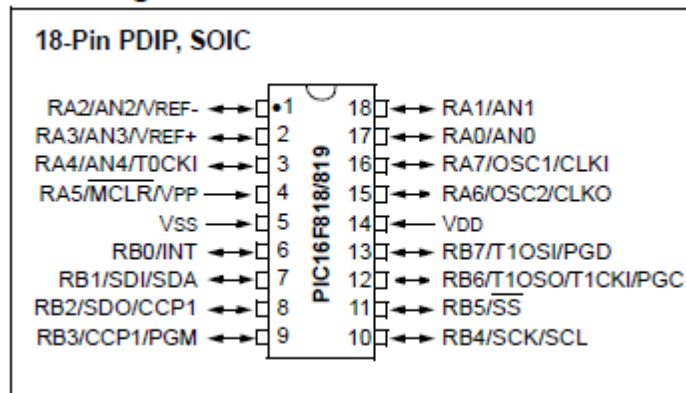 18-Pin PDIP, SOIC
RA2/AN2/VREF- 1 18 RA1/AN1
RA3/AN3/VREF+ 2 17 RA0/AN0
RA4/AN4/T0CKI 3 16 RA7/OSC1/CLKI
RA5/MCLR/VPP 4 15 RA6/OSC2/CLKO
VSS 5 14 VDD
RB0/INT 6 13 RB7/T1OSI/PGD
RB1/SDI/SDA 7 12 RB6/T1OSO/T1CKI/PGC
RB2/SDO/CCP1 8 11 RB5/SS
RB3/CCP1/PGM 9 10 RB4/SCK/SCL
PIC16F818/819